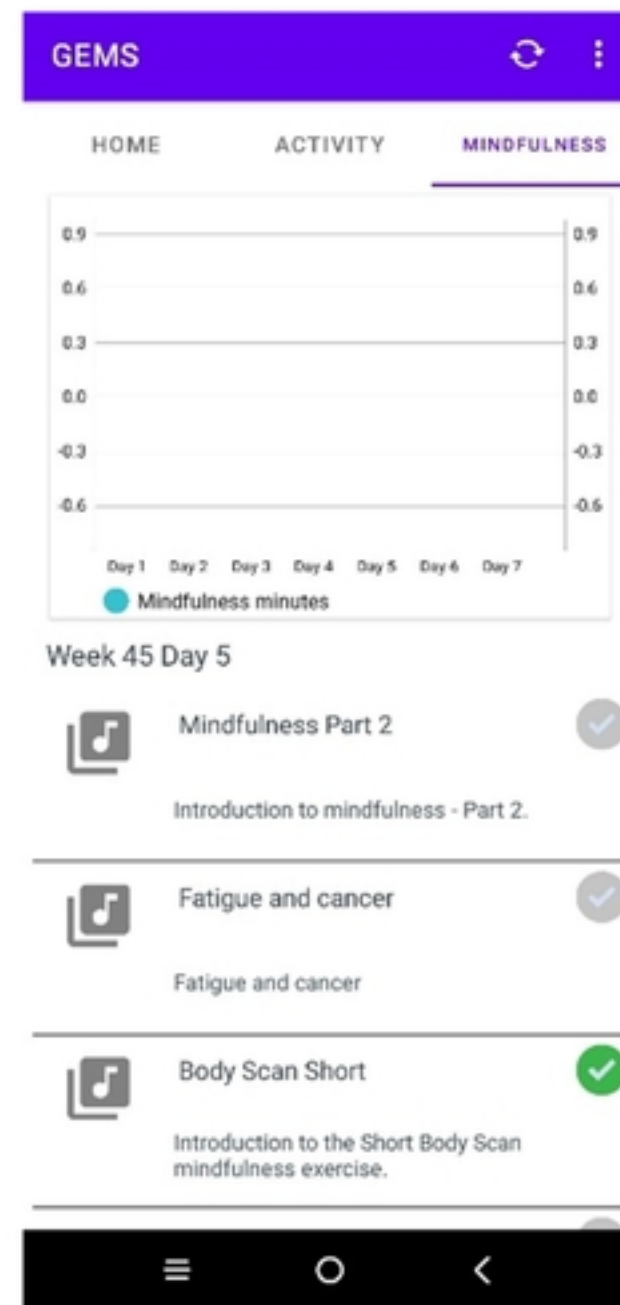 GEMS
HOME ACTIVITY MINDFULNESS
0.9 0.9
0.6 0.6
0.3 0.3
0.0 0.0
-0.3 -0.3
-0.6 -0.6
Day 1 Day 2 Day 3 Day 4 Day 5 Day 6 Day 7
Mindfulness minutes
Week 45 Day 5
Mindfulness Part 2
Introduction to mindfulness - Part 2.
Fatigue and cancer
Fatigue and cancer
Body Scan Short
Introduction to the Short Body Scan
mindfulness exercise.